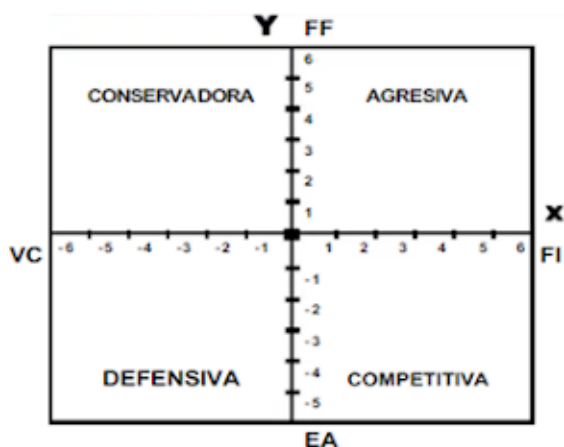 Y FF
6
CONSERVADORA AGRESIVA
5
4
3
2
1
X
VC -6 -5 -4 -3 -2 -1 1 2 3 4 5 6 FI
-1
-2
-3
DEFENSIVA -4 COMPETITIVA
-5
EA